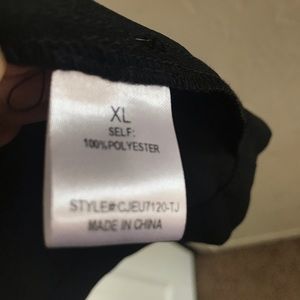 XL
SELF:
100%POLYESTER
STYLE#:CJEU7120-TJ
MADE IN CHINA